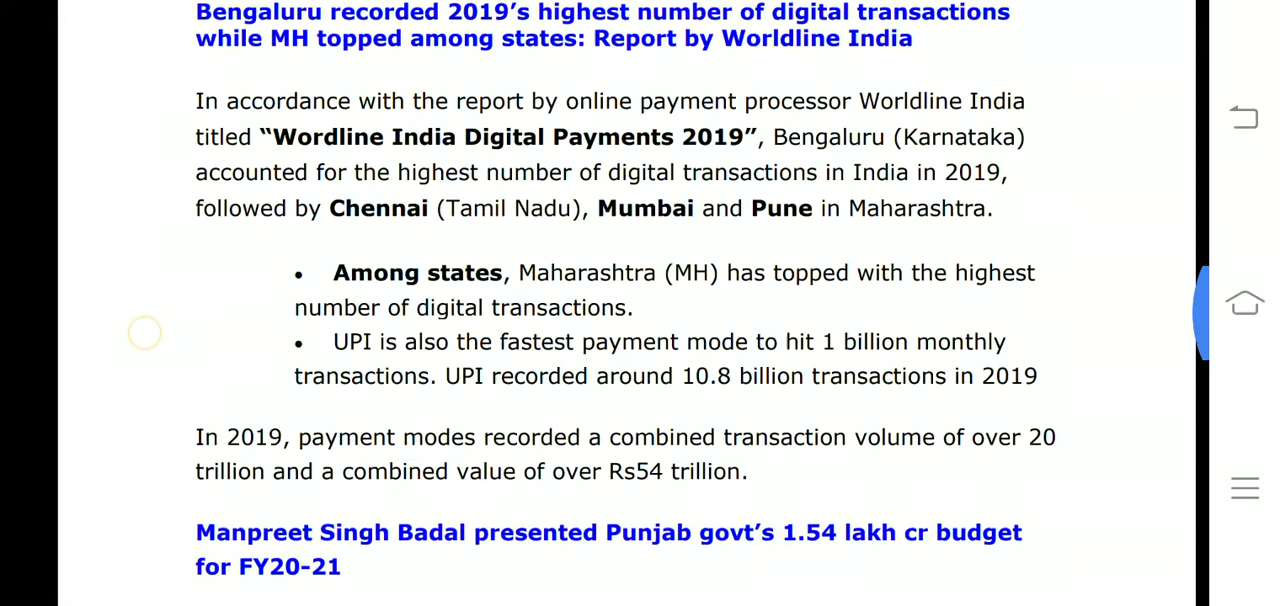 Bengaluru recorded 2019’s highest number of digital transactions
while MH topped among states: Report by Worldline India
In accordance with the report by online payment processor Worldline India
titled “Wordline India Digital Payments 2019”, Bengaluru (Karnataka)
accounted for the highest number of digital transactions in India in 2019,
followed by Chennai (Tamil Nadu), Mumbai and Pune in Maharashtra.
• Among states, Maharashtra (MH) has topped with the highest
number of digital transactions.
• UPI is also the fastest payment mode to hit 1 billion monthly
transactions. UPI recorded around 10.8 billion transactions in 2019
In 2019, payment modes recorded a combined transaction volume of over 20
trillion and a combined value of over Rs54 trillion.
Manpreet Singh Badal presented Punjab govt’s 1.54 lakh cr budget
for FY20-21